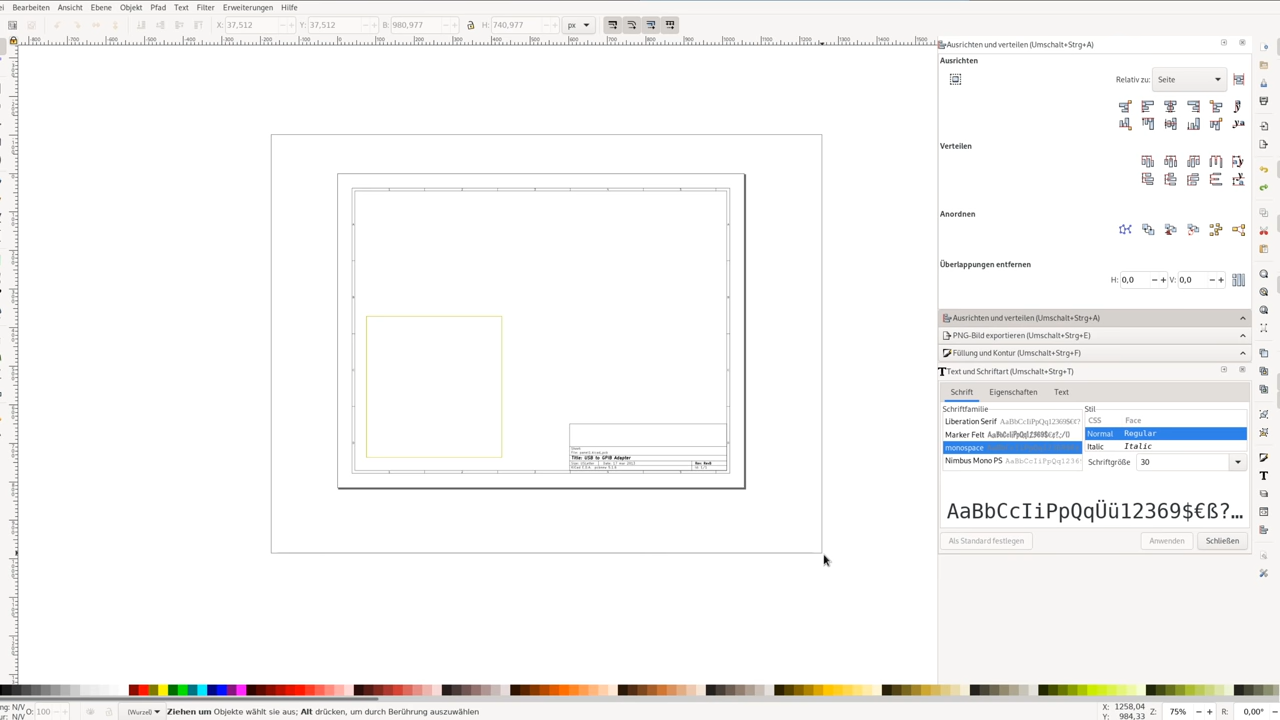 ei Bearbeiten Ansicht Ebene Objekt Pfad Text Filter Erweiterungen Hilfe
X: 37,512 Y: 37,512 B: 980,977 H: 740,977 px
Ausrichten und verteilen (Umschalt+Strg+A)
Ausrichten
Relativ zu: Seite
Verteilen
Anordnen
Überlappungen entfernen
H: 0,0 V: 0,0
Ausrichten und verteilen (Umschalt+Strg+A)
PNG-Bild exportieren (Umschalt+Strg+E)
Füllung und Kontur (Umschalt+Strg+F)
Text und Schriftart (Umschalt+Strg+T)
Schrift Eigenschaften Text
Schriftfamilie Stil
Liberation Serif AaBbCcIiPpQq12369$€?
Marker Felt
monospace
Nimbus Mono PS
CSS Face
Normal Regular
Italic Italic
Schriftgröße 30
AaBbCcIiPpQqÜü12369$€ß?...
Als Standard festlegen Anwenden Schließen
Title: USB to GPIB Adapter
ng: N/V O: 100 (Wurzel) Ziehen um Objekte wählt sie aus; Alt drücken, um durch Berührung auszuwählen
X: 1258,04
Y: 984,33
Z: 75% R: 0,00°